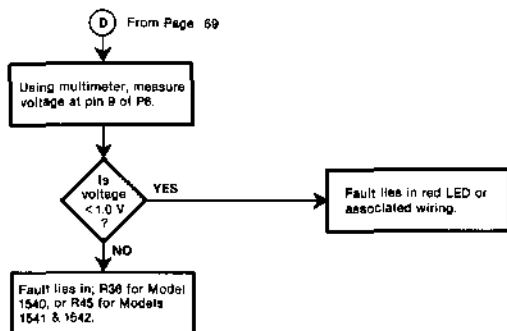 D From Page 69
Using multimeter, measure
voltage at pin 9 of P6.
Is
voltage
< 1.0 V
?
YES
Fault lies in red LED or
associated wiring.
NO
Fault lies in; R36 for Model
1540, or R45 for Models
1541 & 1542.